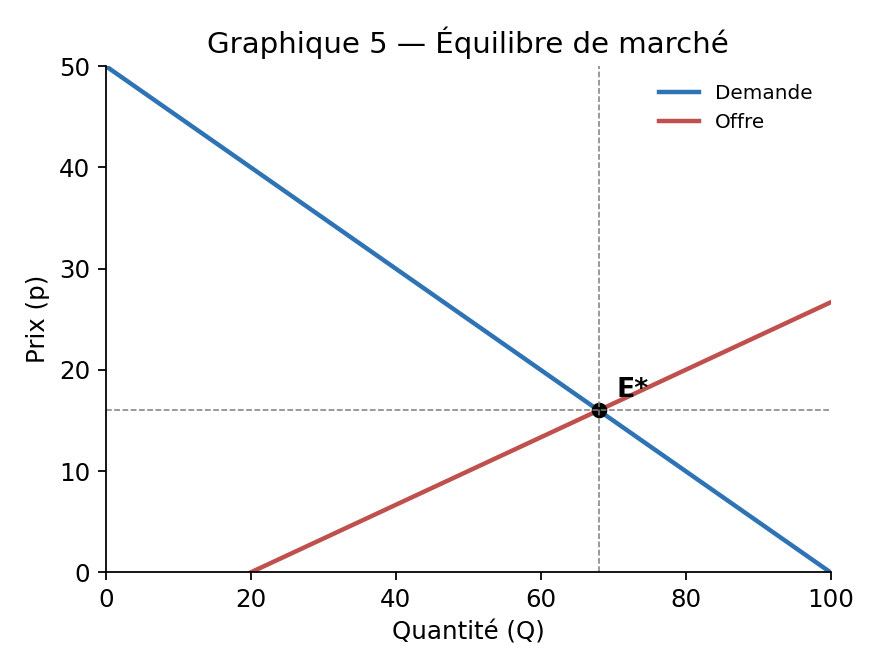 Graphique 5 — Équilibre de marché
Demande
Offre
Prix (p)
50
40
30
20
10
0
E*
0 20 40 60 80 100
Quantité (Q)